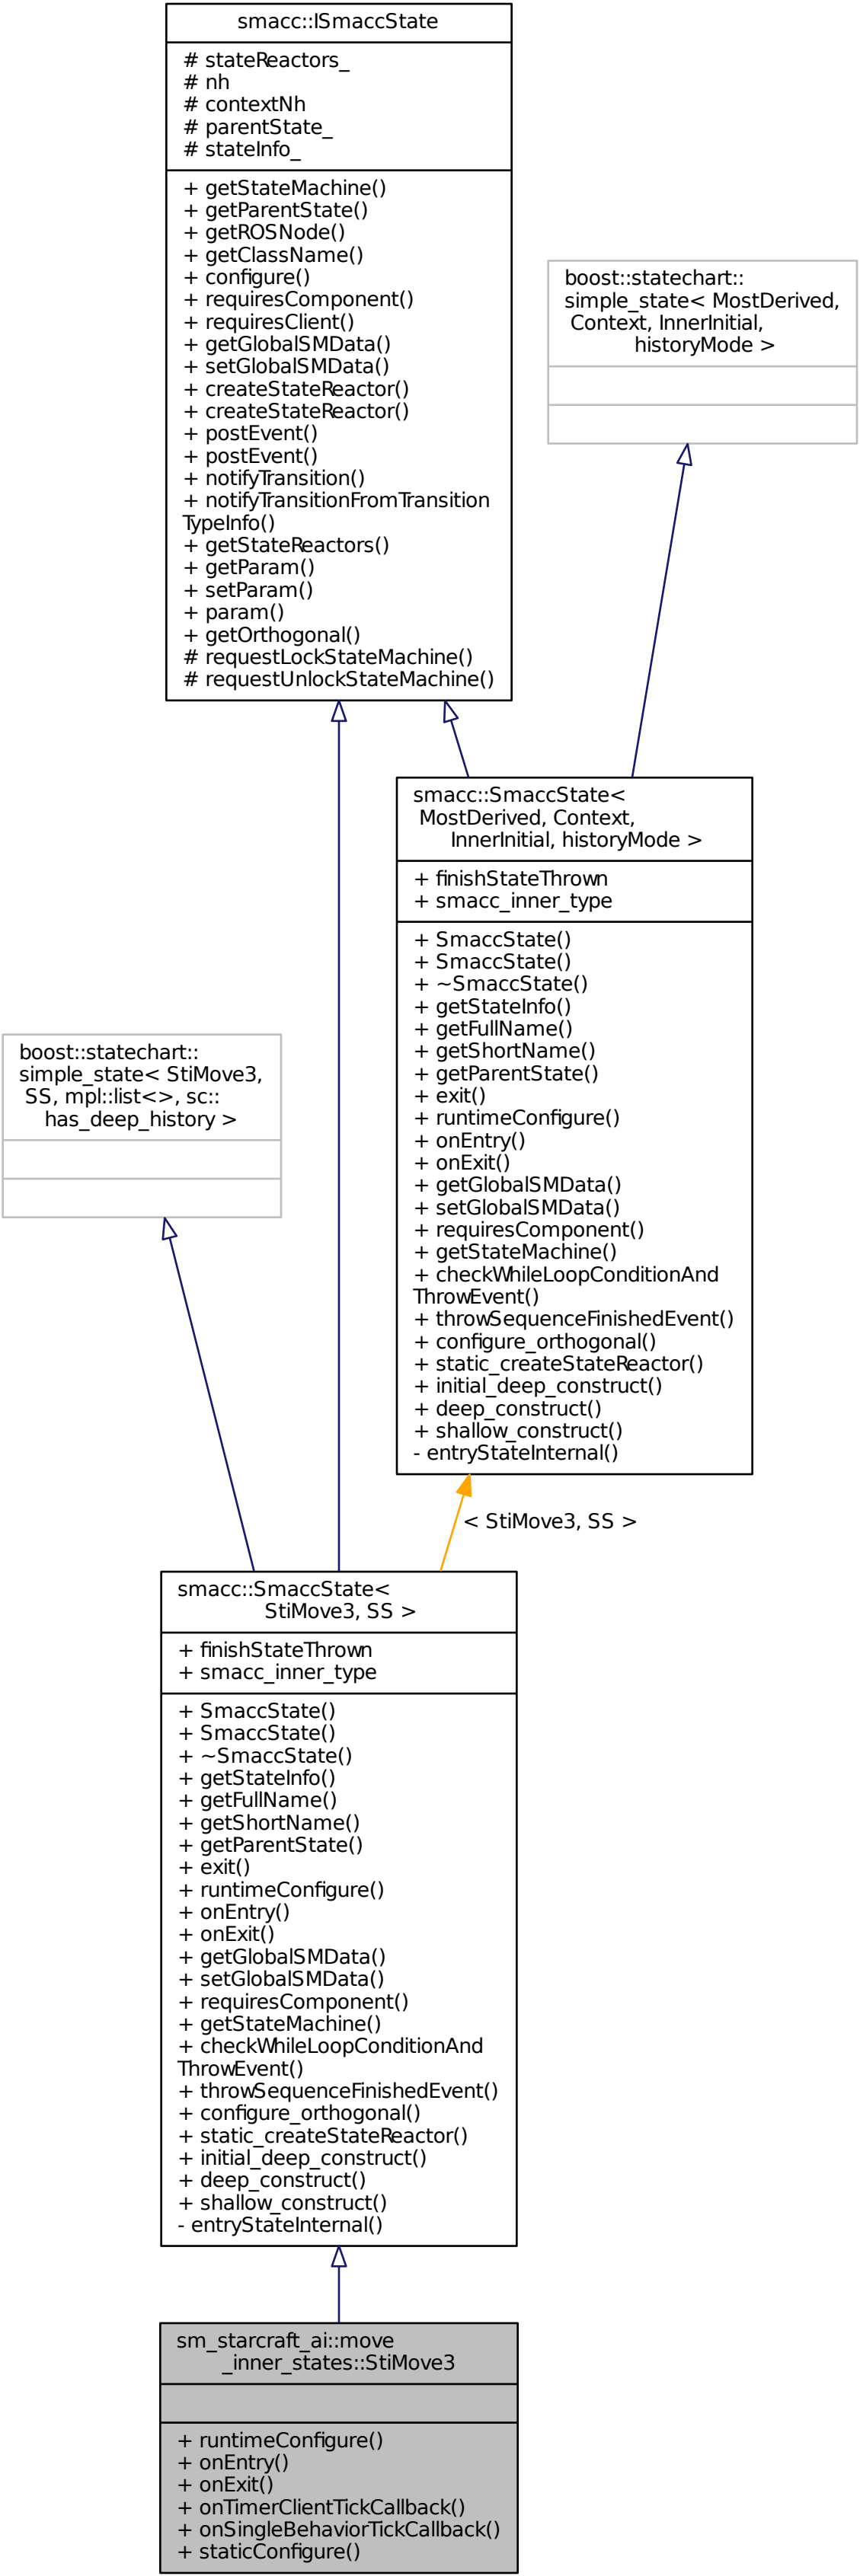 smacc::ISmaccState
# stateReactors_
# nh
# contextNh
# parentState_
# stateInfo_
+ getStateMachine()
+ getParentState()
+ getROSNode()
+ getClassName()
+ configure()
+ requiresComponent()
+ requiresClient()
+ getGlobalSMData()
+ setGlobalSMData()
+ createStateReactor()
+ createStateReactor()
+ postEvent()
+ postEvent()
+ notifyTransition()
+ notifyTransitionFromTransition
TypeInfo()
+ getStateReactors()
+ getParam()
+ setParam()
+ param()
+ getOrthogonal()
# requestLockStateMachine()
# requestUnlockStateMachine()
boost::statechart::
simple_state< MostDerived,
Context, InnerInitial,
historyMode >
smacc::SmaccState<
MostDerived, Context,
InnerInitial, historyMode >
+ finishStateThrown
+ smacc_inner_type
+ SmaccState()
+ SmaccState()
+ ~SmaccState()
+ getStateInfo()
+ getFullName()
+ getShortName()
+ getParentState()
+ exit()
+ runtimeConfigure()
+ onEntry()
+ onExit()
+ getGlobalSMData()
+ setGlobalSMData()
+ requiresComponent()
+ getStateMachine()
+ checkWhileLoopConditionAnd
ThrowEvent()
+ throwSequenceFinishedEvent()
+ configure_orthogonal()
+ static_createStateReactor()
+ initial_deep_construct()
+ deep_construct()
+ shallow_construct()
- entryStateInternal()
boost::statechart::
simple_state< StiMove3,
SS, mpl::list<>, sc::
has_deep_history >
< StiMove3, SS >
smacc::SmaccState<
StiMove3, SS >
+ finishStateThrown
+ smacc_inner_type
+ SmaccState()
+ SmaccState()
+ ~SmaccState()
+ getStateInfo()
+ getFullName()
+ getShortName()
+ getParentState()
+ exit()
+ runtimeConfigure()
+ onEntry()
+ onExit()
+ getGlobalSMData()
+ setGlobalSMData()
+ requiresComponent()
+ getStateMachine()
+ checkWhileLoopConditionAnd
ThrowEvent()
+ throwSequenceFinishedEvent()
+ configure_orthogonal()
+ static_createStateReactor()
+ initial_deep_construct()
+ deep_construct()
+ shallow_construct()
- entryStateInternal()
sm_starcraft_ai::move
_inner_states::StiMove3
+ runtimeConfigure()
+ onEntry()
+ onExit()
+ onTimerClientTickCallback()
+ onSingleBehaviorTickCallback()
+ staticConfigure()